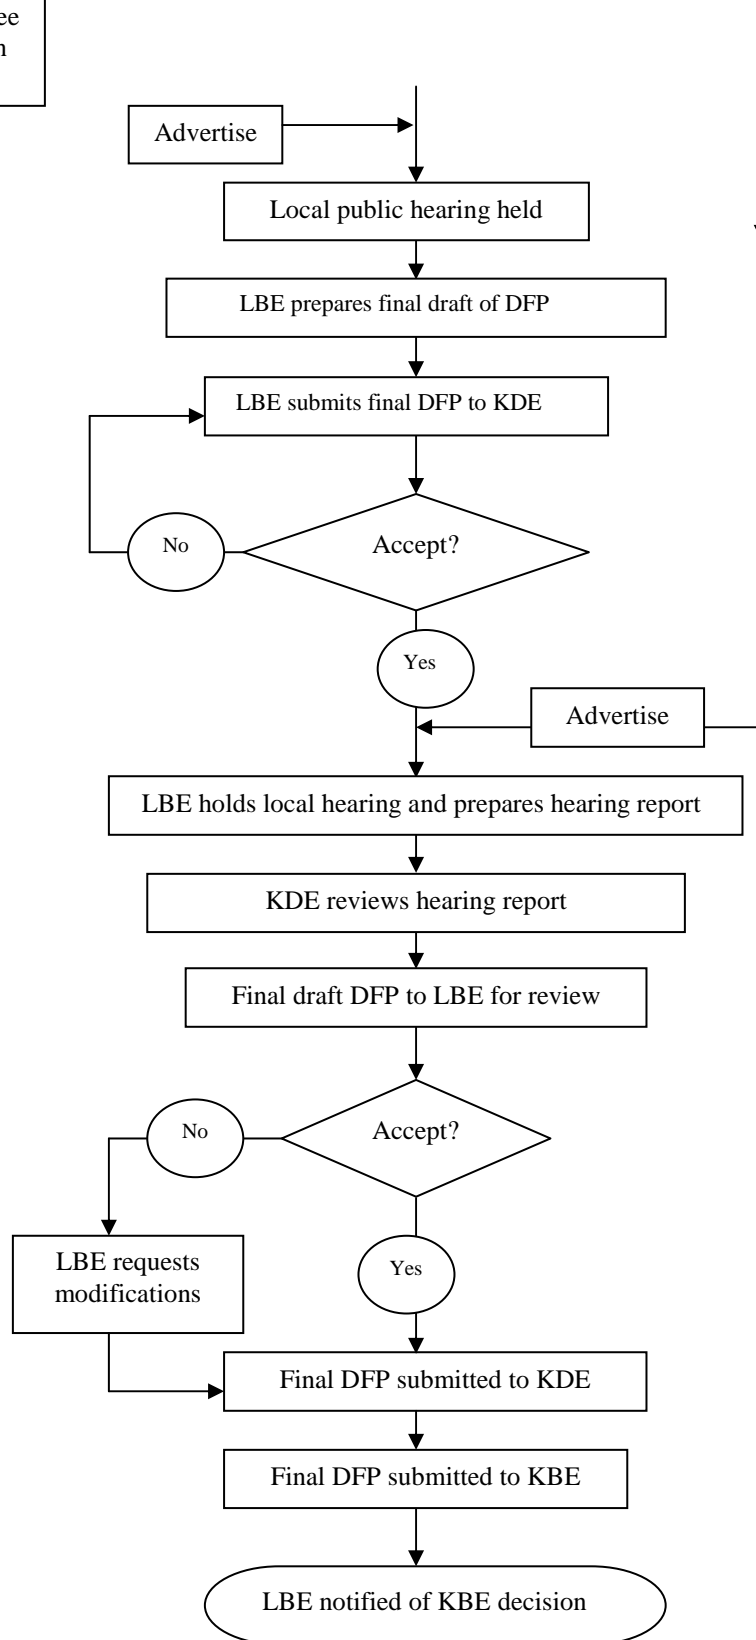 Advertise
Local public hearing held
LBE prepares final draft of DFP
LBE submits final DFP to KDE
Accept?
No
Yes
Advertise
LBE holds local hearing and prepares hearing report
KDE reviews hearing report
Final draft DFP to LBE for review
Accept?
No
Yes
LBE requests
modifications
Final DFP submitted to KDE
Final DFP submitted to KBE
LBE notified of KBE decision